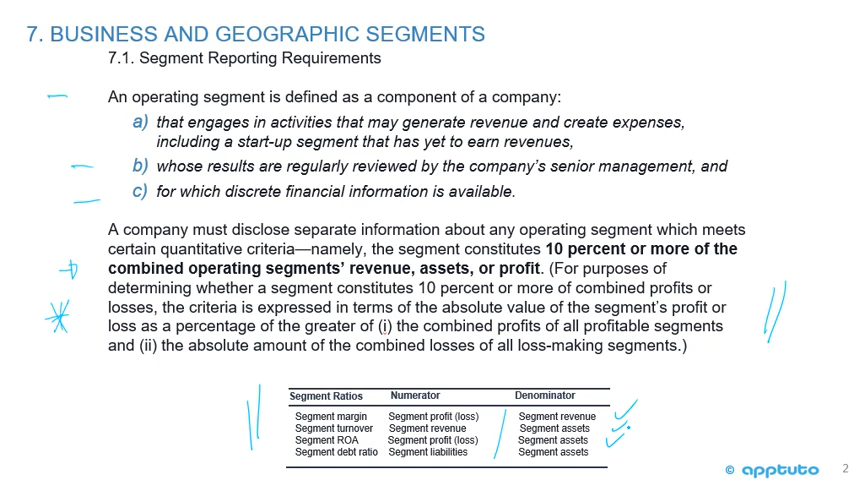 7. BUSINESS AND GEOGRAPHIC SEGMENTS
7.1. Segment Reporting Requirements
An operating segment is defined as a component of a company:
a) that engages in activities that may generate revenue and create expenses,
including a start-up segment that has yet to earn revenues,
b) whose results are regularly reviewed by the company's senior management, and
c) for which discrete financial information is available.
A company must disclose separate information about any operating segment which meets
certain quantitative criteria—namely, the segment constitutes 10 percent or more of the
combined operating segments' revenue, assets, or profit. (For purposes of
determining whether a segment constitutes 10 percent or more of combined profits or
losses, the criteria is expressed in terms of the absolute value of the segment's profit or
loss as a percentage of the greater of (i) the combined profits of all profitable segments
and (ii) the absolute amount of the combined losses of all loss-making segments.)
Segment Ratios Numerator Denominator
Segment margin Segment profit (loss) Segment revenue
Segment turnover Segment revenue Segment assets
Segment ROA Segment profit (loss) Segment assets
Segment debt ratio Segment liabilities Segment assets
© apptuto 2